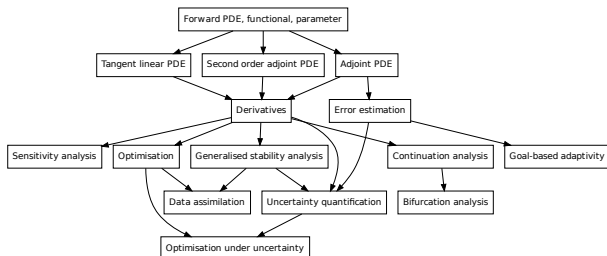 Forward PDE, functional, parameter
Tangent linear PDE
Second order adjoint PDE
Adjoint PDE
Derivatives
Error estimation
Sensitivity analysis
Optimisation
Generalised stability analysis
Continuation analysis
Goal-based adaptivity
Data assimilation
Uncertainty quantification
Bifurcation analysis
Optimisation under uncertainty